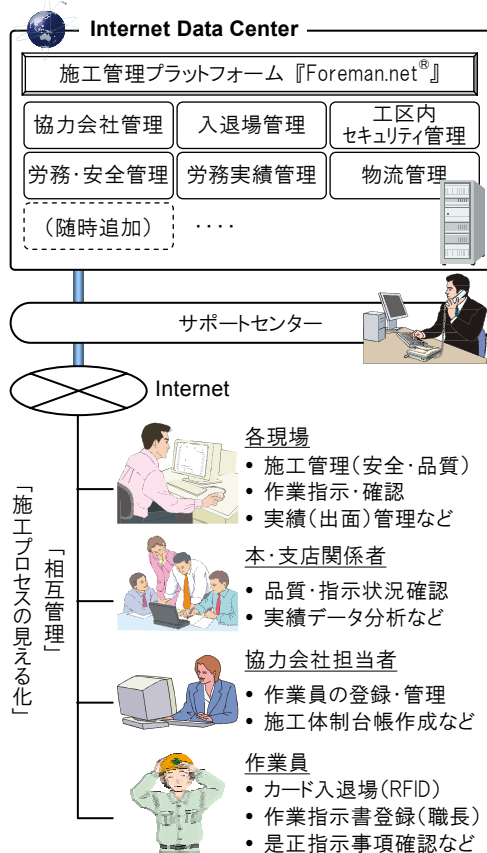 Internet Data Center
施工管理プラットフォーム『Foreman.net®』
協力会社管理
入退場管理
工区内
セキュリティ管理
労務・安全管理
労務実績管理
物流管理
（随時追加）
････
サポートセンター
Internet
「相互管理」
「施工プロセスの見える化」
各現場
• 施工管理（安全・品質）
• 作業指示・確認
• 実績（出面）管理など
本・支店関係者
• 品質・指示状況確認
• 実績データ分析など
協力会社担当者
• 作業員の登録・管理
• 施工体制台帳作成など
作業員
• カード入退場（RFID）
• 作業指示書登録（職長）
• 是正指示事項確認など